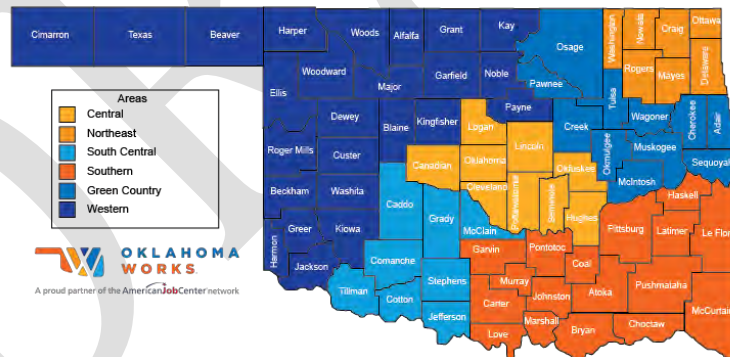 Cimarron
Texas
Beaver
Harper
Woods
Alfalfa
Grant
Kay
Osage
Washington
Nowata
Craig
Ottawa
Ellis
Woodward
Major
Garfield
Noble
Pawnee
Tulsa
Rogers
Mayes
Delaware
Dewey
Blaine
Kingfisher
Logan
Payne
Lincoln
Creek
Okmulgee
Wagoner
Cherokee
Adair
Roger Mills
Custer
Canadian
Oklahoma
Okfuskee
Muskogee
McIntosh
Sequoyal
Beckham
Washita
Caddo
Grady
Cleveland
McClain
Pottawatomie
Seminole
Hughes
Haskell
Pittsburg
Latimer
Le Flor
Harmon
Greer
Kiowa
Jackson
Comanche
Stephens
Garvin
Pontotoc
Coal
Tillman
Cotton
Jefferson
Murray
Carter
Johnston
Atoka
Pushmataha
Love
Marshall
Bryan
Choctaw
McCurtain
Areas
Central
Northeast
South Central
Southern
Green Country
Western
OKLAHOMA
WORKS
A proud partner of the AmericanJobCenter network